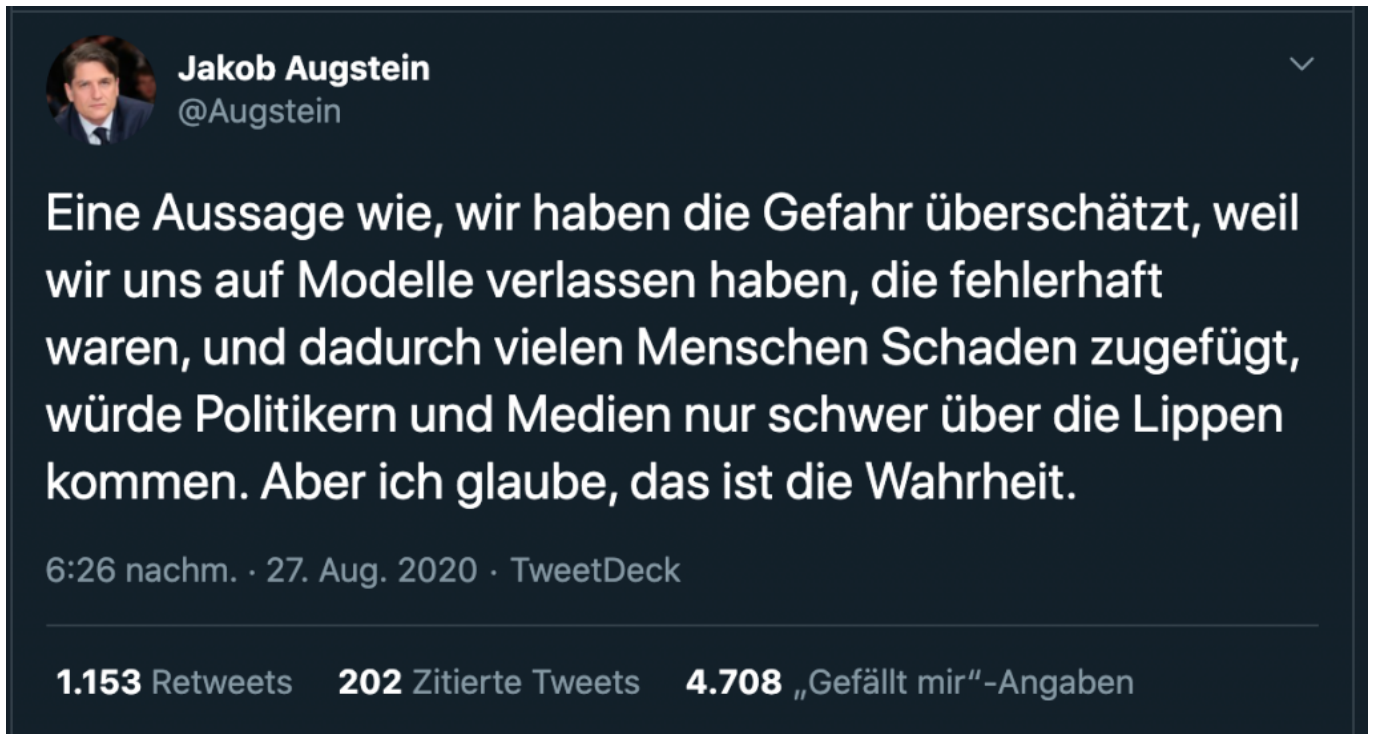 Jakob Augstein
@Augstein
Eine Aussage wie, wir haben die Gefahr überschätzt, weil
wir uns auf Modelle verlassen haben, die fehlerhaft
waren, und dadurch vielen Menschen Schaden zugefügt,
würde Politikern und Medien nur schwer über die Lippen
kommen. Aber ich glaube, das ist die Wahrheit.
6:26 nachm. · 27. Aug. 2020 · TweetDeck
1.153 Retweets 202 Zitierte Tweets 4.708 „Gefällt mir“-Angaben